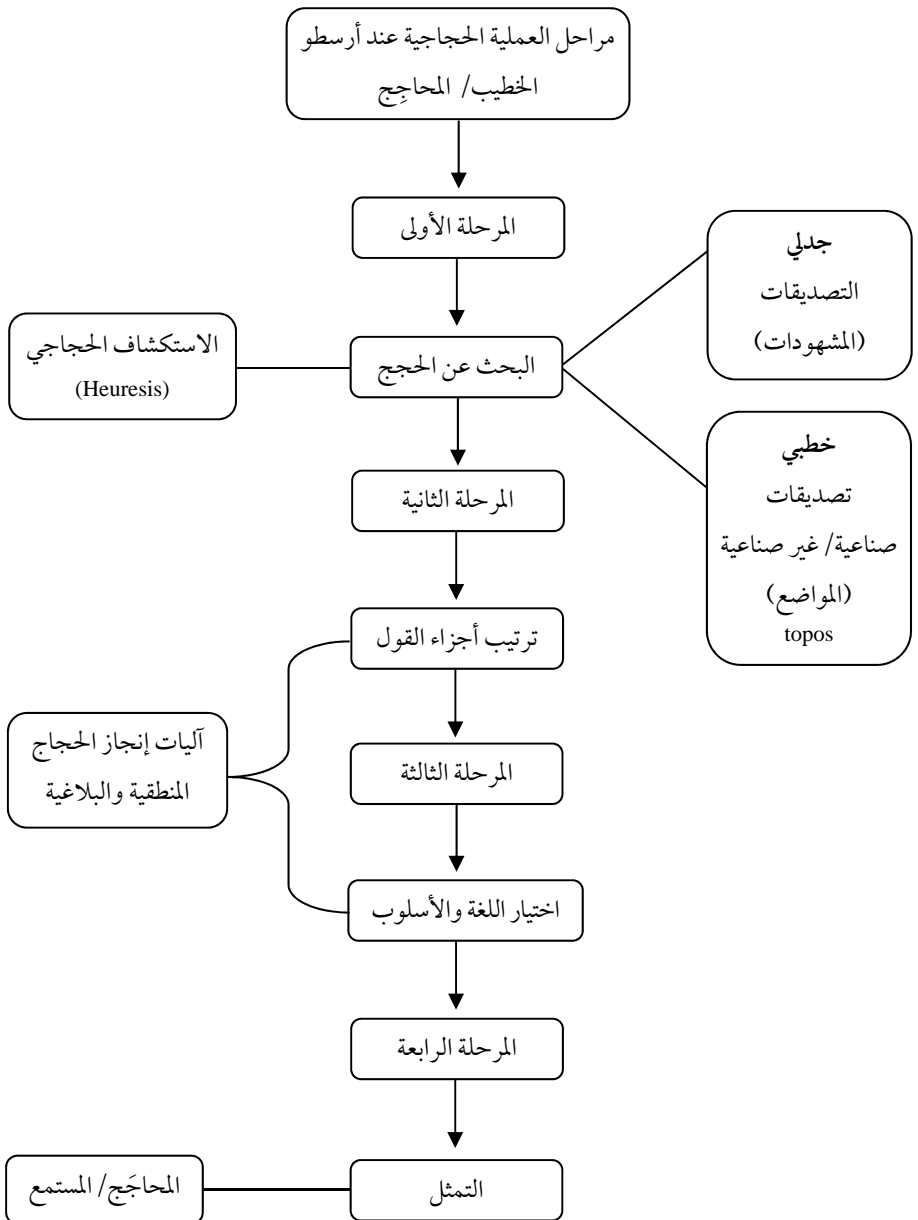 مراحل العملية الحجاجية عند أرسطو
الخطيب/ المحاجِج
المرحلة الأولى
جدلي
التصديقات
(المشهودات)
الاستكشاف الحجاجي
(Heuresis)
البحث عن الحجج
خطبي
تصديقات
صناعية/ غير صناعية
(المواضع)
topos
المرحلة الثانية
ترتيب أجزاء القول
آليات إنجاز الحجاج
المنطقية والبلاغية
المرحلة الثالثة
اختيار اللغة والأسلوب
المرحلة الرابعة
التمثل
المحاجَج/ المستمع